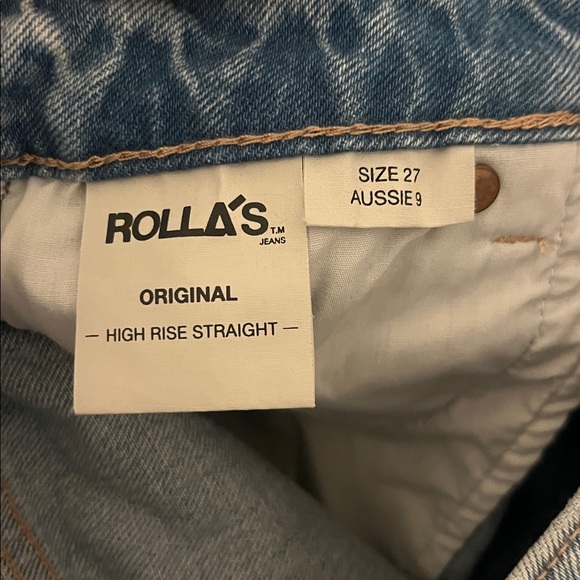 ROLLA'S T.M
JEANS
ORIGINAL
— HIGH RISE STRAIGHT —
SIZE 27
AUSSIE 9